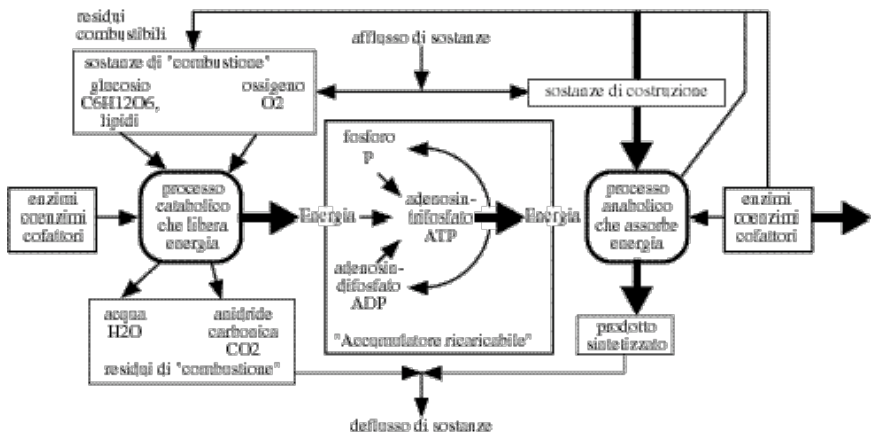 residui
combustibili
afflusso di sostanze
sostanze di "combustione"
glucosio
C6H12O6,
lipidi
ossigeno
O2
sostanze di costruzione
fosforo
P
enzimi
coenzimi
cofattori
processo
catabolico
che libera
energia
Energia
adenosin-
trifosfato
ATP
Energia
processo
anabolico
che assorbe
energia
enzimi
coenzimi
cofattori
adenosin-
difosfato
ADP
acqua
H2O
anidride
carbonica
CO2
residui di "combustione"
"Accumulatore ricaricabile"
prodotto
sintetizzato
deflusso di sostanze